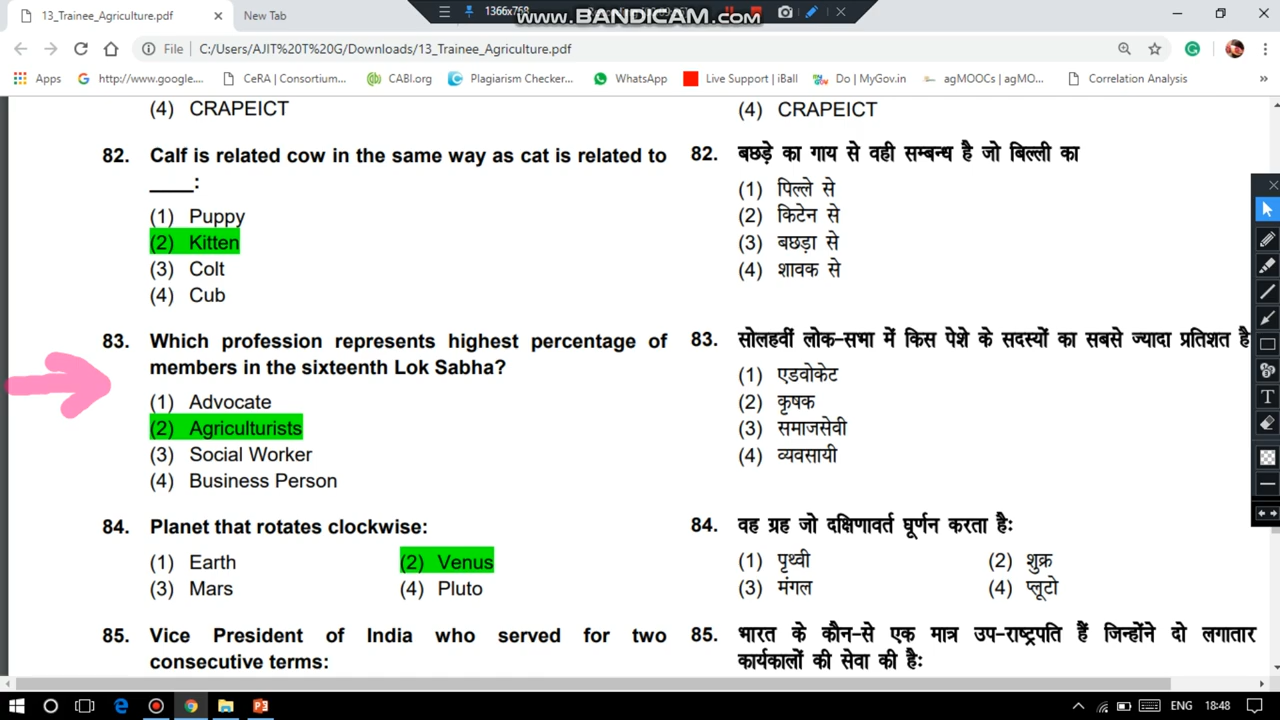 13_Trainee_Agriculture.pdf
New Tab
1366x768
www.BANDICAM.com
File
C:/Users/AJIT%20T%20G/Downloads/13_Trainee_Agriculture.pdf
Apps
http://www.google....
CeRA | Consortium...
CABI.org
Plagiarism Checker...
WhatsApp
Live Support | iBall
Do | MyGov.in
agMOOCs | agMO...
Correlation Analysis
»
(4) CRAPEICT
82. Calf is related cow in the same way as cat is related to
____:
(1) Puppy
(2) Kitten
(3) Colt
(4) Cub
83. Which profession represents highest percentage of
members in the sixteenth Lok Sabha?
(1) Advocate
(2) Agriculturists
(3) Social Worker
(4) Business Person
84. Planet that rotates clockwise:
(1) Earth (2) Venus
(3) Mars (4) Pluto
85. Vice President of India who served for two
consecutive terms:
(4) CRAPEICT
82. बछड़े का गाय से वही सम्बन्ध है जो बिल्ली का
(1) पिल्ले से
(2) किटेन से
(3) बछड़ा से
(4) शावक से
83. सोलहवीं लोक-सभा में किस पेशे के सदस्यों का सबसे ज्यादा प्रतिशत है
(1) एडवोकेट
(2) कृषक
(3) समाजसेवी
(4) व्यवसायी
84. वह ग्रह जो दक्षिणावर्त घूर्णन करता है:
(1) पृथ्वी (2) शुक्र
(3) मंगल (4) प्लूटो
85. भारत के कौन-से एक मात्र उप-राष्ट्रपति हैं जिन्होंने दो लगातार
कार्यकालों की सेवा की है:
ENG 18:48